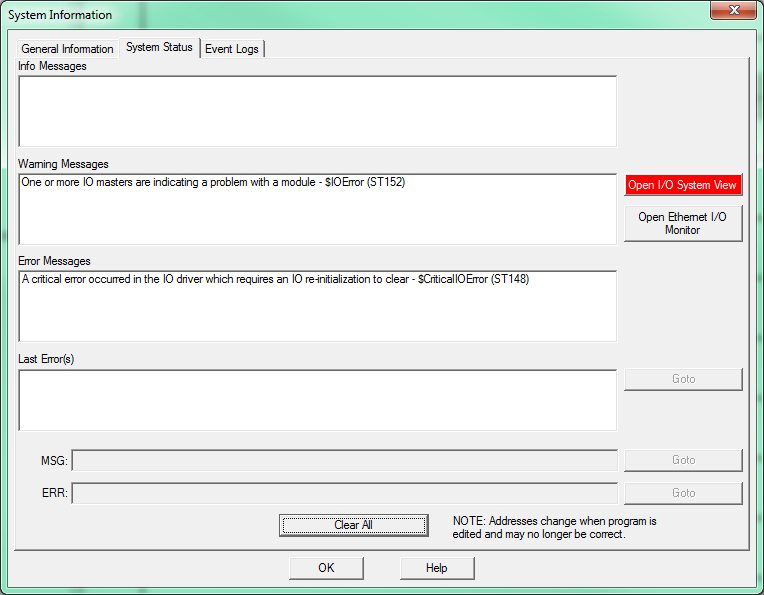 System Information
General Information
System Status
Event Logs
Info Messages
Warning Messages
One or more IO masters are indicating a problem with a module - $IOError (ST152)
Open I/O System View
Open Ethernet I/O
Monitor
Error Messages
A critical error occurred in the IO driver which requires an IO re-initialization to clear - $CriticalIOError (ST148)
Last Error(s)
Goto
MSG:
Goto
ERR:
Goto
Clear All
NOTE: Addresses change when program is
edited and may no longer be correct.
OK
Help